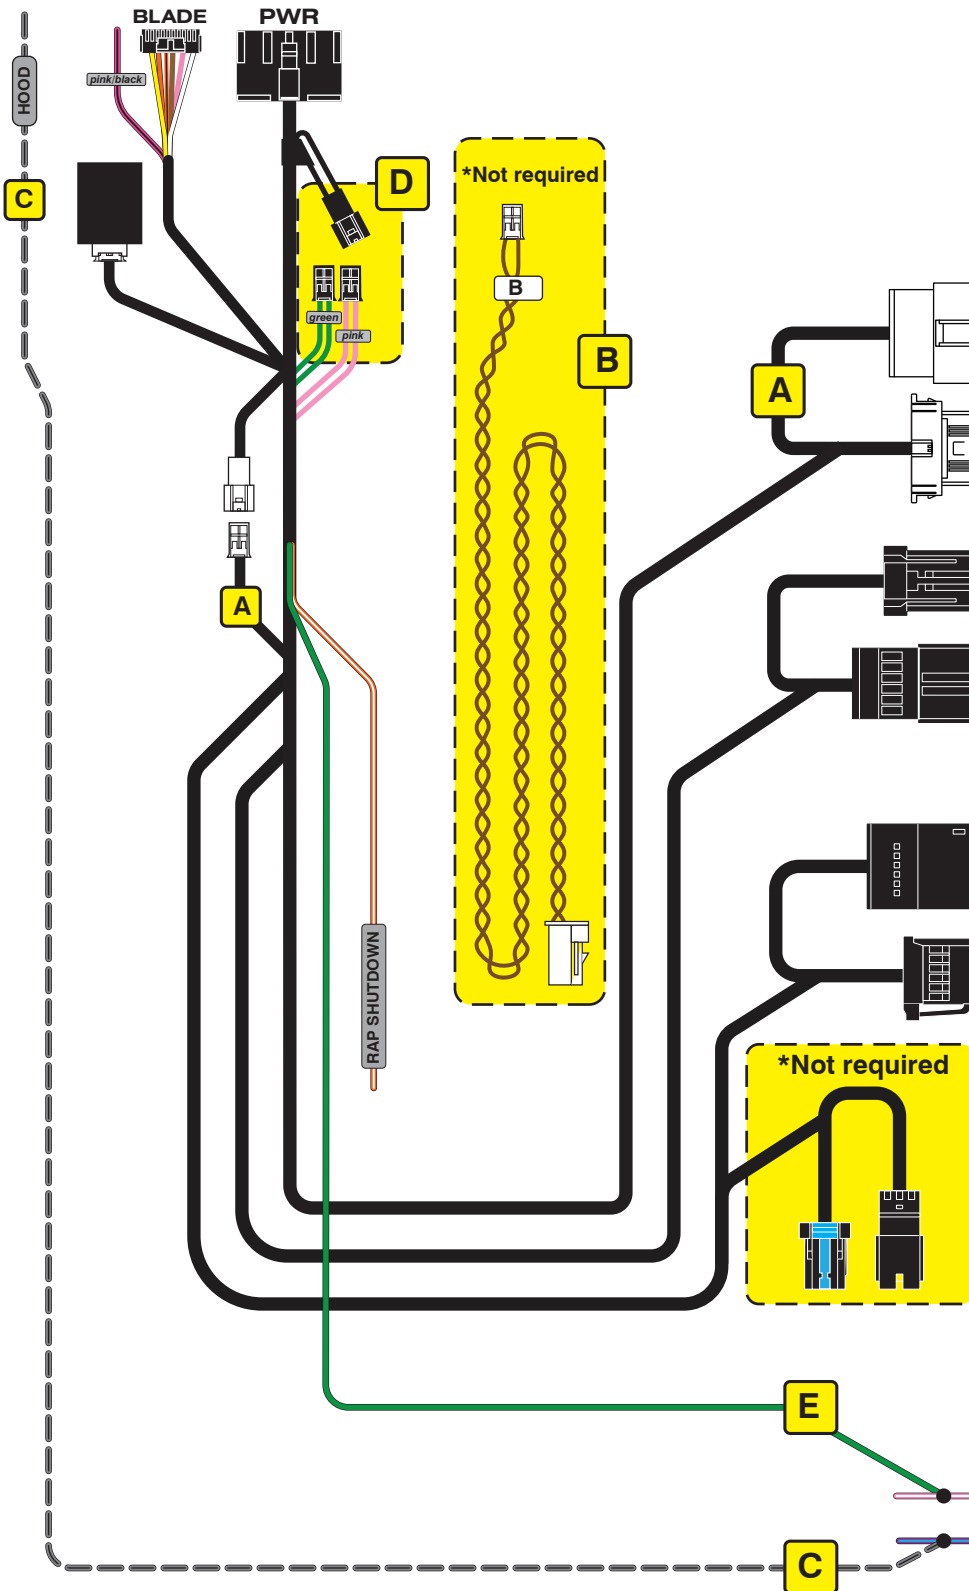 BLADE
PWR
HOOD
pink/black
C
D
*Not required
B
green
pink
B
A
A
RAP SHUTDOWN
*Not required
E
C